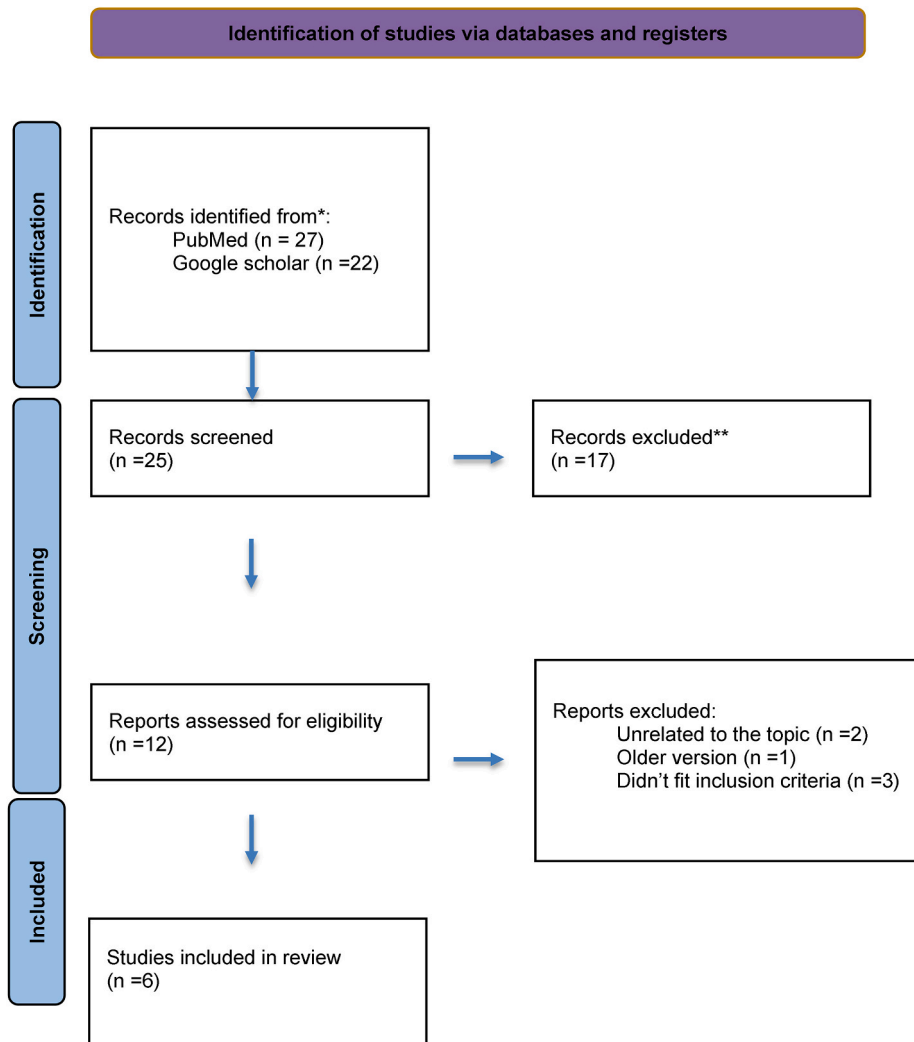 Identification of studies via databases and registers
Identification
Records identified from*:
PubMed (n = 27)
Google scholar (n =22)
Screening
Records screened
(n =25)
Records excluded**
(n =17)
Reports assessed for eligibility
(n =12)
Reports excluded:
Unrelated to the topic (n =2)
Older version (n =1)
Didn’t fit inclusion criteria (n =3)
Included
Studies included in review
(n =6)